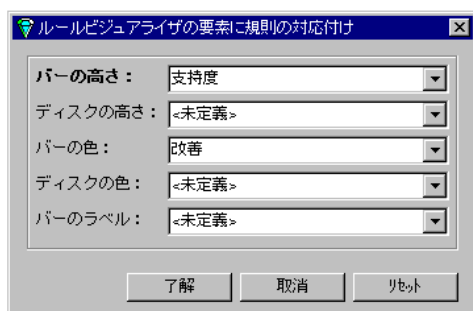 ルールビジュアライザの要素に規則の対応付け
バーの高さ： 支持度
ディスクの高さ： <未定義>
バーの色： 改善
ディスクの色： <未定義>
バーのラベル： <未定義>
了解 取消 リセット